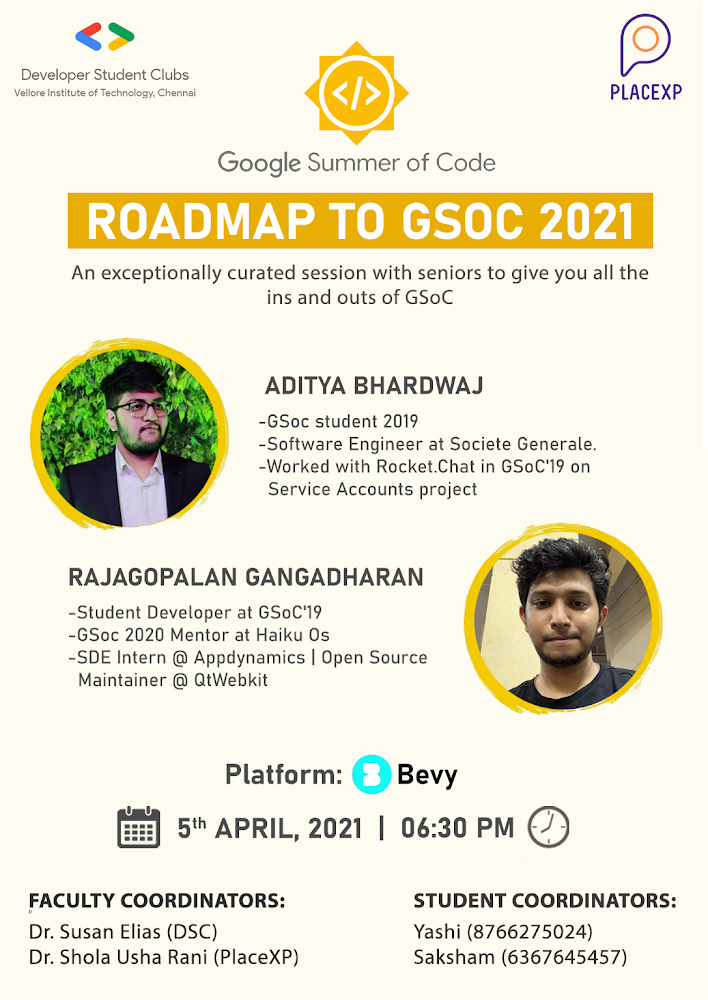 Developer Student Clubs
Vellore Institute of Technology, Chennai
PLACEXP
</>
Google Summer of Code
ROADMAP TO GSOC 2021
An exceptionally curated session with seniors to give you all the
ins and outs of GSoC
ADITYA BHARDWAJ
-GSoc student 2019
-Software Engineer at Societe Generale.
-Worked with Rocket.Chat in GSoC'19 on
Service Accounts project
RAJAGOPALAN GANGADHARAN
-Student Developer at GSoC'19
-GSoc 2020 Mentor at Haiku Os
-SDE Intern @ Appdynamics | Open Source
Maintainer @ QtWebkit
Platform: B Bevy
5th APRIL, 2021 | 06:30 PM
FACULTY COORDINATORS:
Dr. Susan Elias (DSC)
Dr. Shola Usha Rani (PlaceXP)
STUDENT COORDINATORS:
Yashi (8766275024)
Saksham (6367645457)